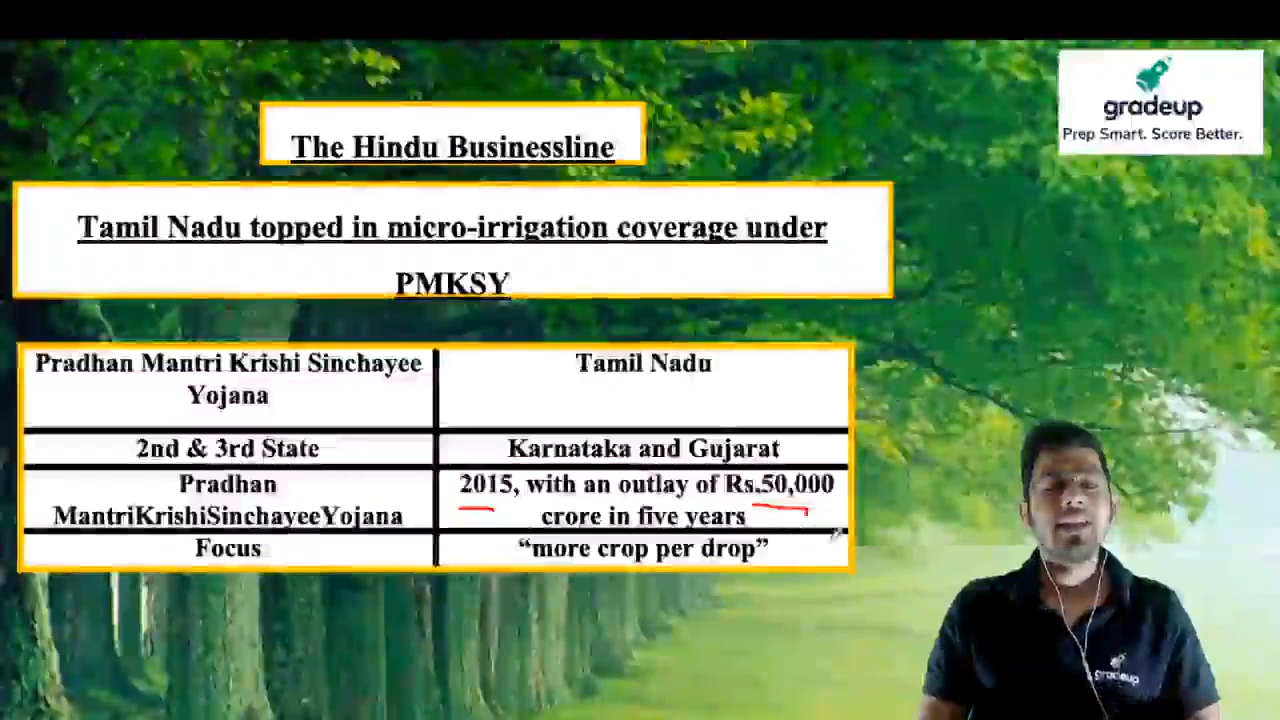 gradeup
Prep Smart. Score Better.
The Hindu Businessline
Tamil Nadu topped in micro-irrigation coverage under
PMKSY
Pradhan Mantri Krishi Sinchayee
Yojana
Tamil Nadu
2nd & 3rd State
Karnataka and Gujarat
Pradhan
MantriKrishiSinchayeeYojana
2015, with an outlay of Rs.50,000
crore in five years
Focus
“more crop per drop”
gradeup